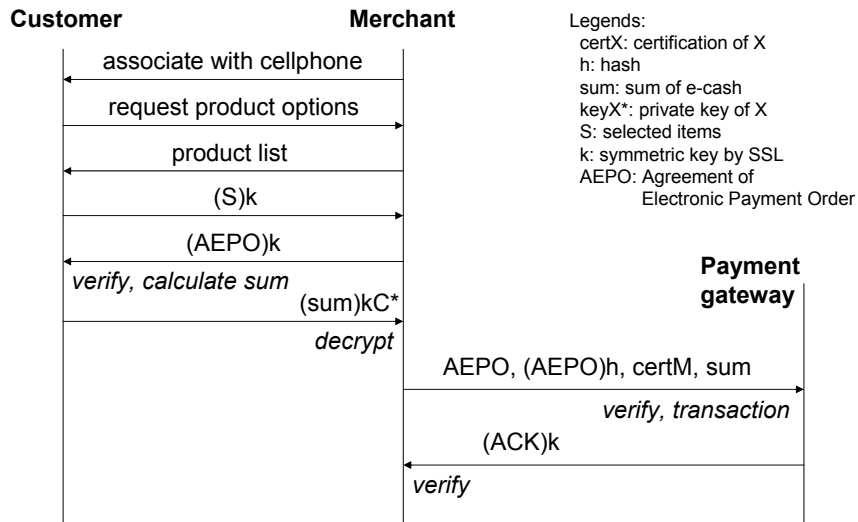 Customer
Merchant
Legends:
certX: certification of X
h: hash
sum: sum of e-cash
keyX*: private key of X
S: selected items
k: symmetric key by SSL
AEPO: Agreement of
Electronic Payment Order
associate with cellphone
request product options
product list
(S)k
(AEPO)k
verify, calculate sum
Payment
gateway
(sum)kC*
decrypt
AEPO, (AEPO)h, certM, sum
verify, transaction
(ACK)k
verify